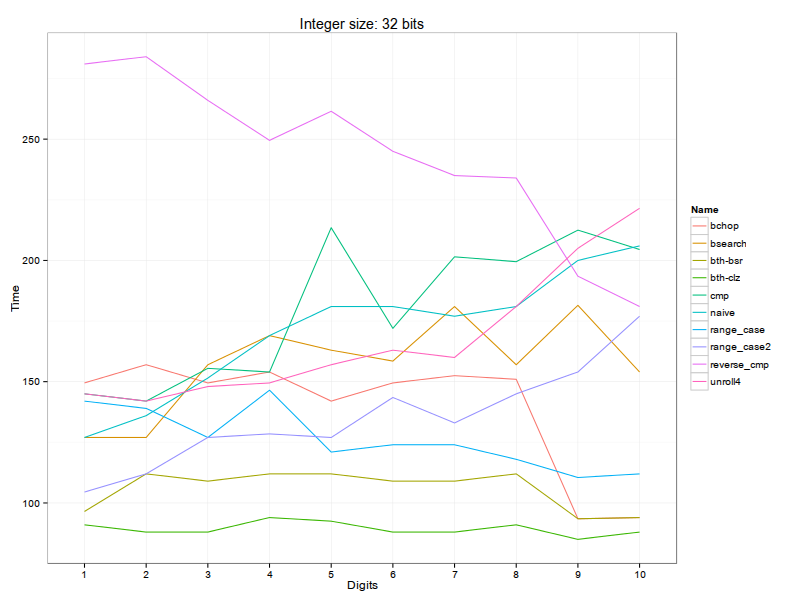 Integer size: 32 bits
250
200
150
100
Time
1 2 3 4 5 6 7 8 9 10
Digits
Name
bchop
bsearch
bth-bsr
bth-clz
cmp
naive
range_case
range_case2
reverse_cmp
unroll4